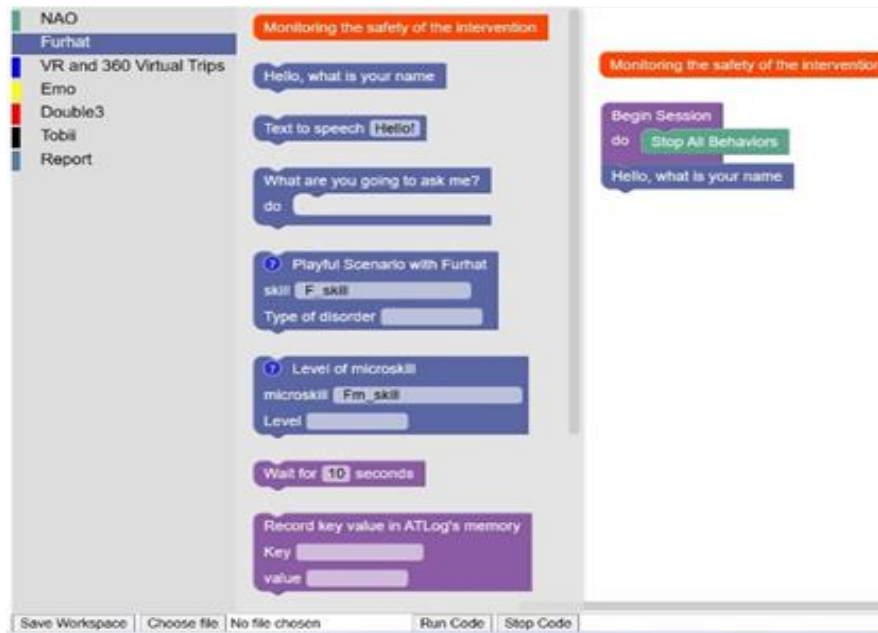 NAO
Furhat
VR and 360 Virtual Trips
Emo
Double3
Tobii
Report
Monitoring the safety of the intervention
Hello, what is your name
Text to speech Hello!
What are you going to ask me?
do
? Playful Scenario with Furhat
skill F_skill
Type of disorder
? Level of microskill
microskill Fm_skill
Level
Wait for 10 seconds
Record key value in ATLog's memory
Key
value
Monitoring the safety of the intervention
Begin Session
do Stop All Behaviors
Hello, what is your name
Save Workspace Choose file No file chosen Run Code Stop Code